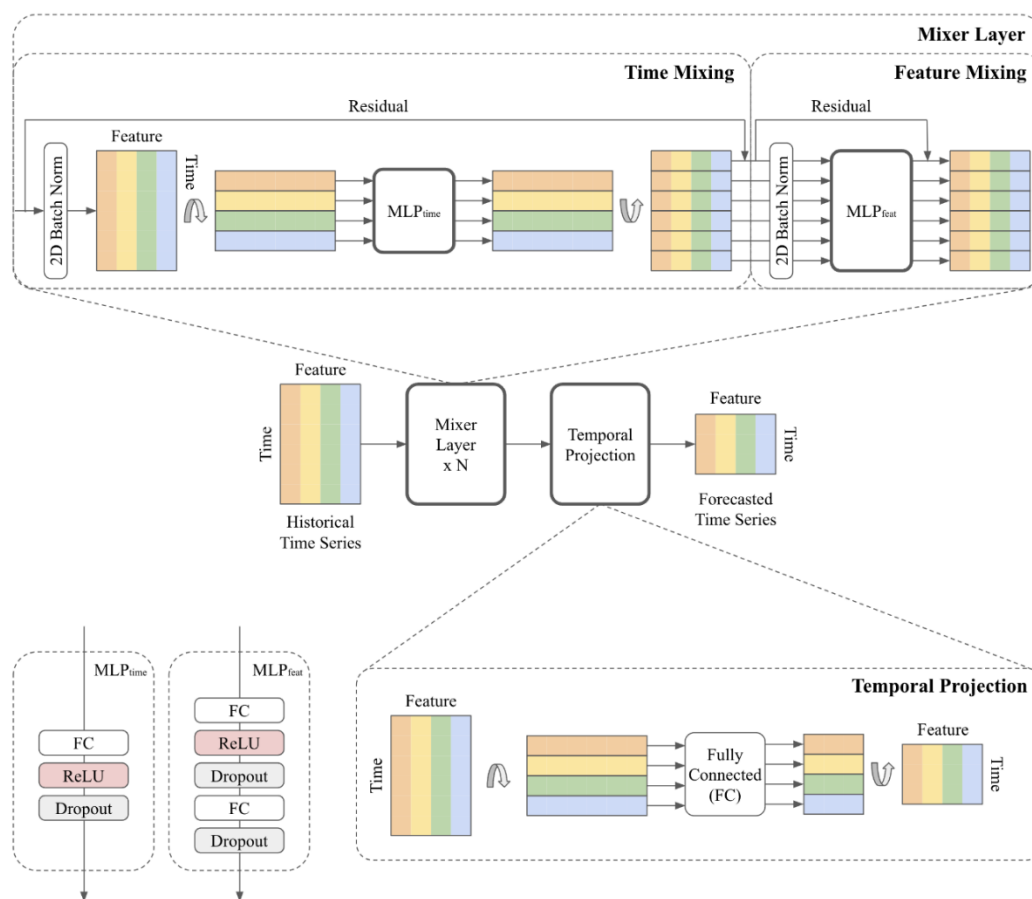 Mixer Layer
Time Mixing
Feature Mixing
Residual
Residual
Feature
Time
2D Batch Norm
MLPtime
2D Batch Norm
MLPfeat
Feature
Time
Mixer
Layer
x N
Temporal
Projection
Feature
Time
Historical
Time Series
Forecasted
Time Series
MLPtime
FC
ReLU
Dropout
MLPfeat
FC
ReLU
Dropout
FC
Dropout
Temporal Projection
Feature
Time
Fully
Connected
(FC)
Feature
Time